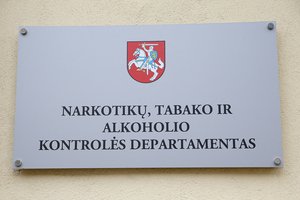 NARKOTIKŲ, TABAKO IR
ALKOHOLIO
KONTROLĖS DEPARTAMENTAS